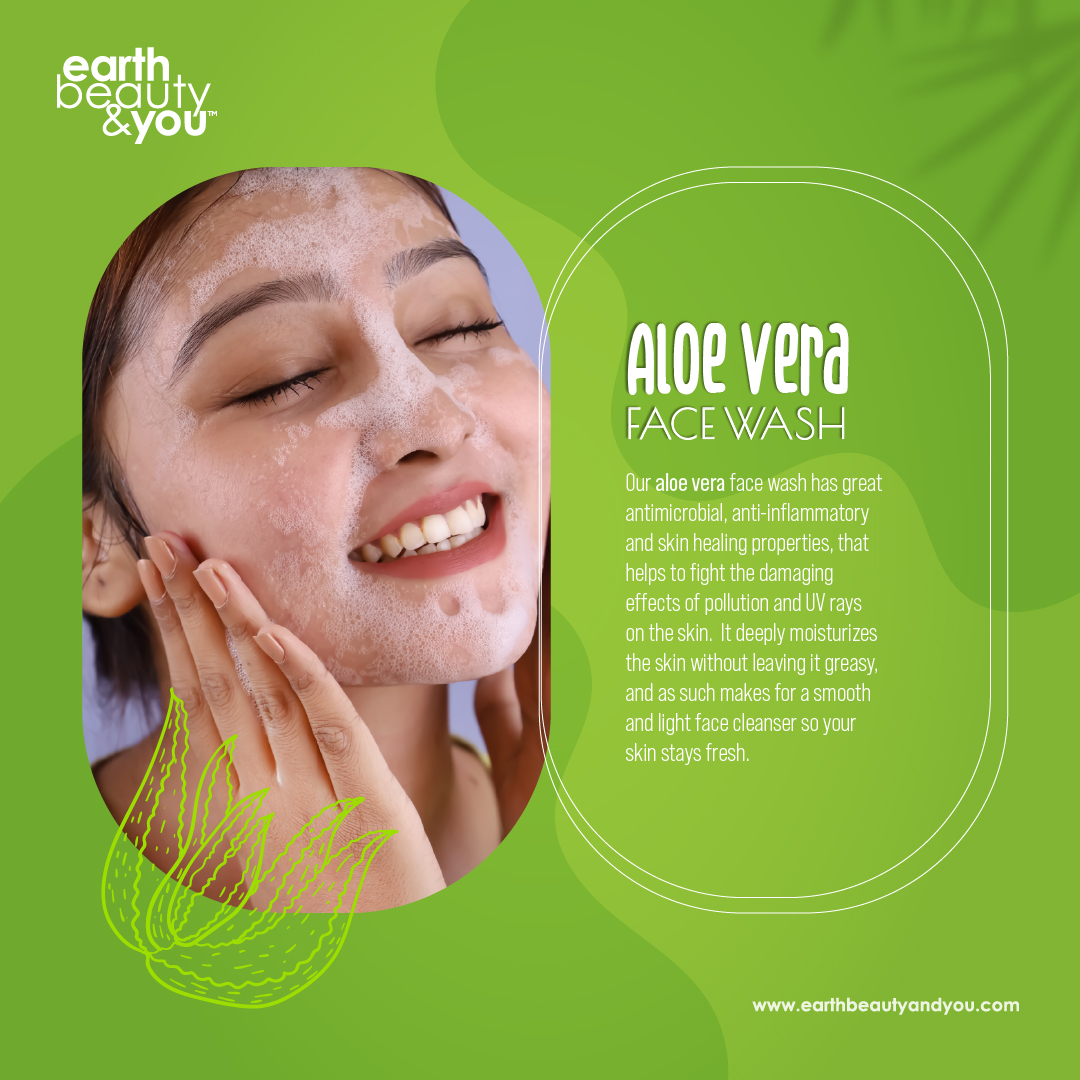 earth
beauty
&you™
Aloe Vera
FACE WASH
Our aloe vera face wash has great
antimicrobial, anti-inflammatory
and skin healing properties, that
helps to fight the damaging
effects of pollution and UV rays
on the skin.  It deeply moisturizes
the skin without leaving it greasy,
and as such makes for a smooth
and light face cleanser so your
skin stays fresh.
www.earthbeautyandyou.com